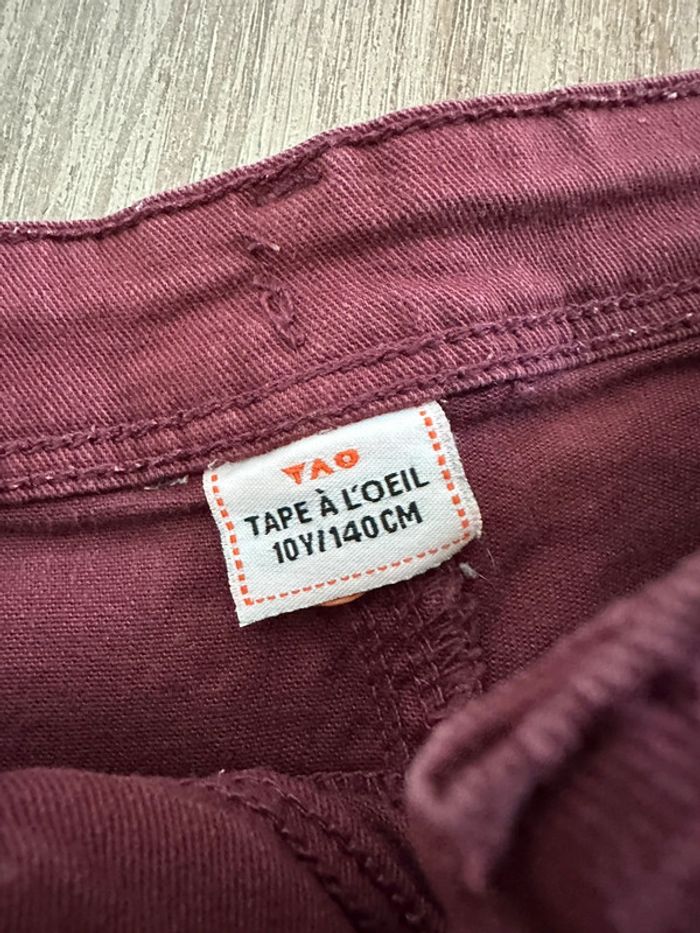 TAO
TAPE À L'OEIL
10Y/140CM